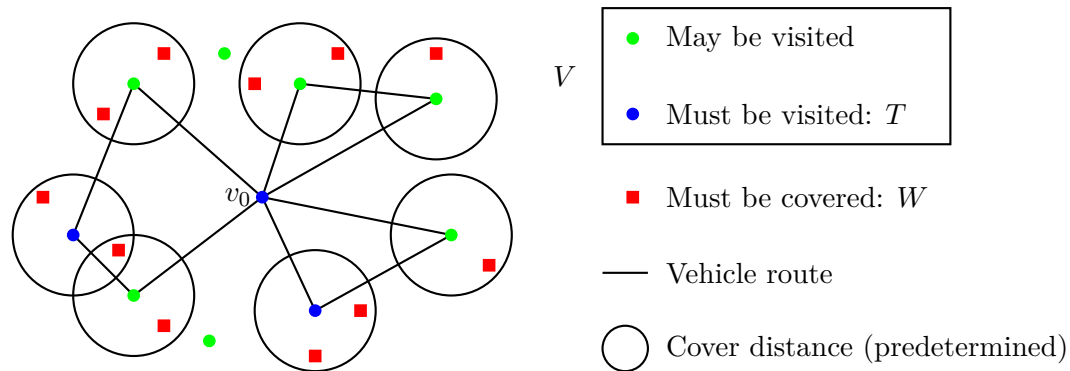 v₀
V
May be visited
Must be visited: T
Must be covered: W
Vehicle route
Cover distance (predetermined)